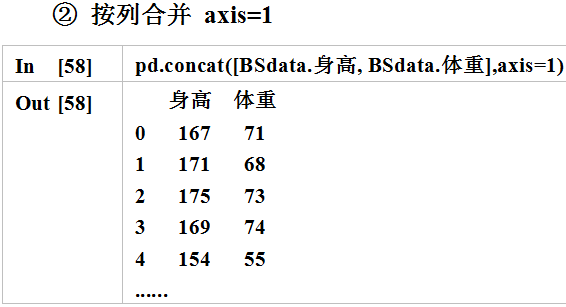 ② 按列合并 axis=1
In [58] pd.concat([BSdata.身高, BSdata.体重],axis=1)
Out [58] 身高 体重
0 167 71
1 171 68
2 175 73
3 169 74
4 154 55
......